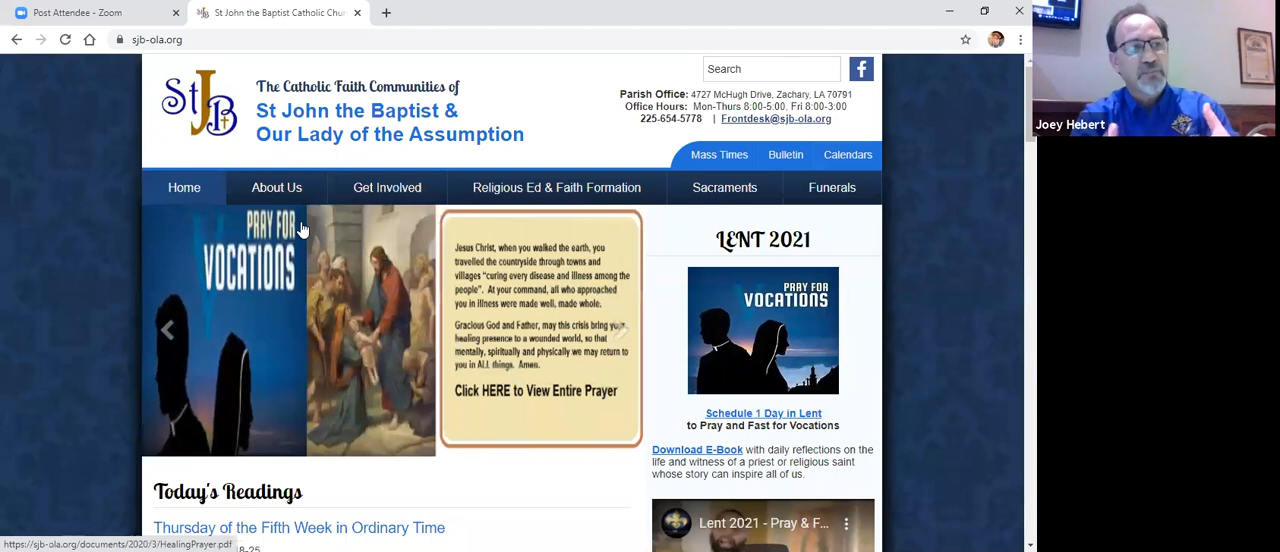 Post Attendee - Zoom
St John the Baptist Catholic Chur
sjb-ola.org
Joey Hebert
StJB
The Catholic Faith Communities of
St John the Baptist &
Our Lady of the Assumption
Search
Parish Office: 4727 McHugh Drive, Zachary, LA 70791
Office Hours: Mon-Thurs 8:00-5:00, Fri 8:00-3:00
225-654-5778 | Frontdesk@sjb-ola.org
Mass Times Bulletin Calendars
Home About Us Get Involved Religious Ed & Faith Formation Sacraments Funerals
PRAY FOR
VOCATIONS
Jesus Christ, when you walked the earth, you
travelled the countryside through towns and
villages "curing every disease and illness among the
people". At your command, all who approached
you in illness were made well, made whole.
Gracious God and Father, may this crisis bring your
healing presence to a wounded world, so that
mentally, spiritually and physically we may return to
you in ALL things. Amen.
Click HERE to View Entire Prayer
LENT 2021
PRAY FOR
VOCATIONS
Schedule 1 Day in Lent
to Pray and Fast for Vocations
Download E-Book with daily reflections on the
life and witness of a priest or religious saint
whose story can inspire all of us.
Today's Readings
Thursday of the Fifth Week in Ordinary Time
8-25
Lent 2021 - Pray & F...
https://sjb-ola.org/documents/2020/3/HealingPrayer.pdf